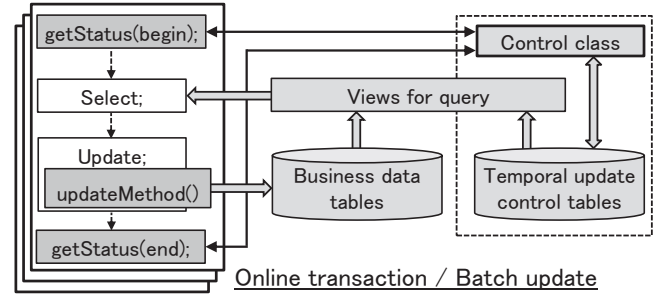 getStatus(begin);
Control class
Select;
Views for query
Update;
updateMethod()
Business data
tables
Temporal update
control tables
getStatus(end);
Online transaction / Batch update